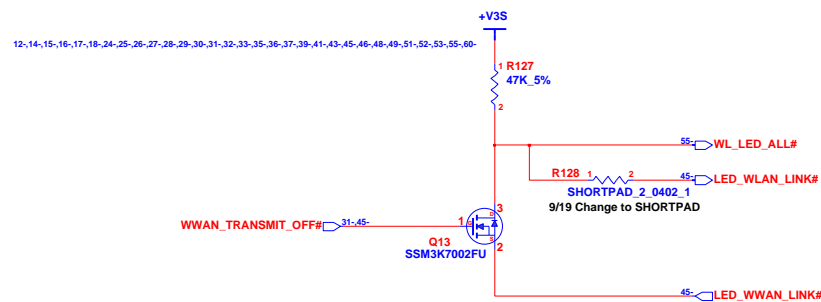 +V3S
12-,14-,15-,16-,17-,18-,24-,25-,26-,27-,28-,29-,30-,31-,32-,33-,35-,36-,37-,39-,41-,43-,45-,46-,48-,49-,51-,52-,53-,55-,60-
1
R127
47K_5%
2
55-
WL_LED_ALL#
R128
1
2
45-
LED_WLAN_LINK#
SHORTPAD_2_0402_1
9/19 Change to SHORTPAD
3
D
WWAN_TRANSMIT_OFF#
31-,45-
1
G
S
Q13
2
SSM3K7002FU
45-
LED_WWAN_LINK#